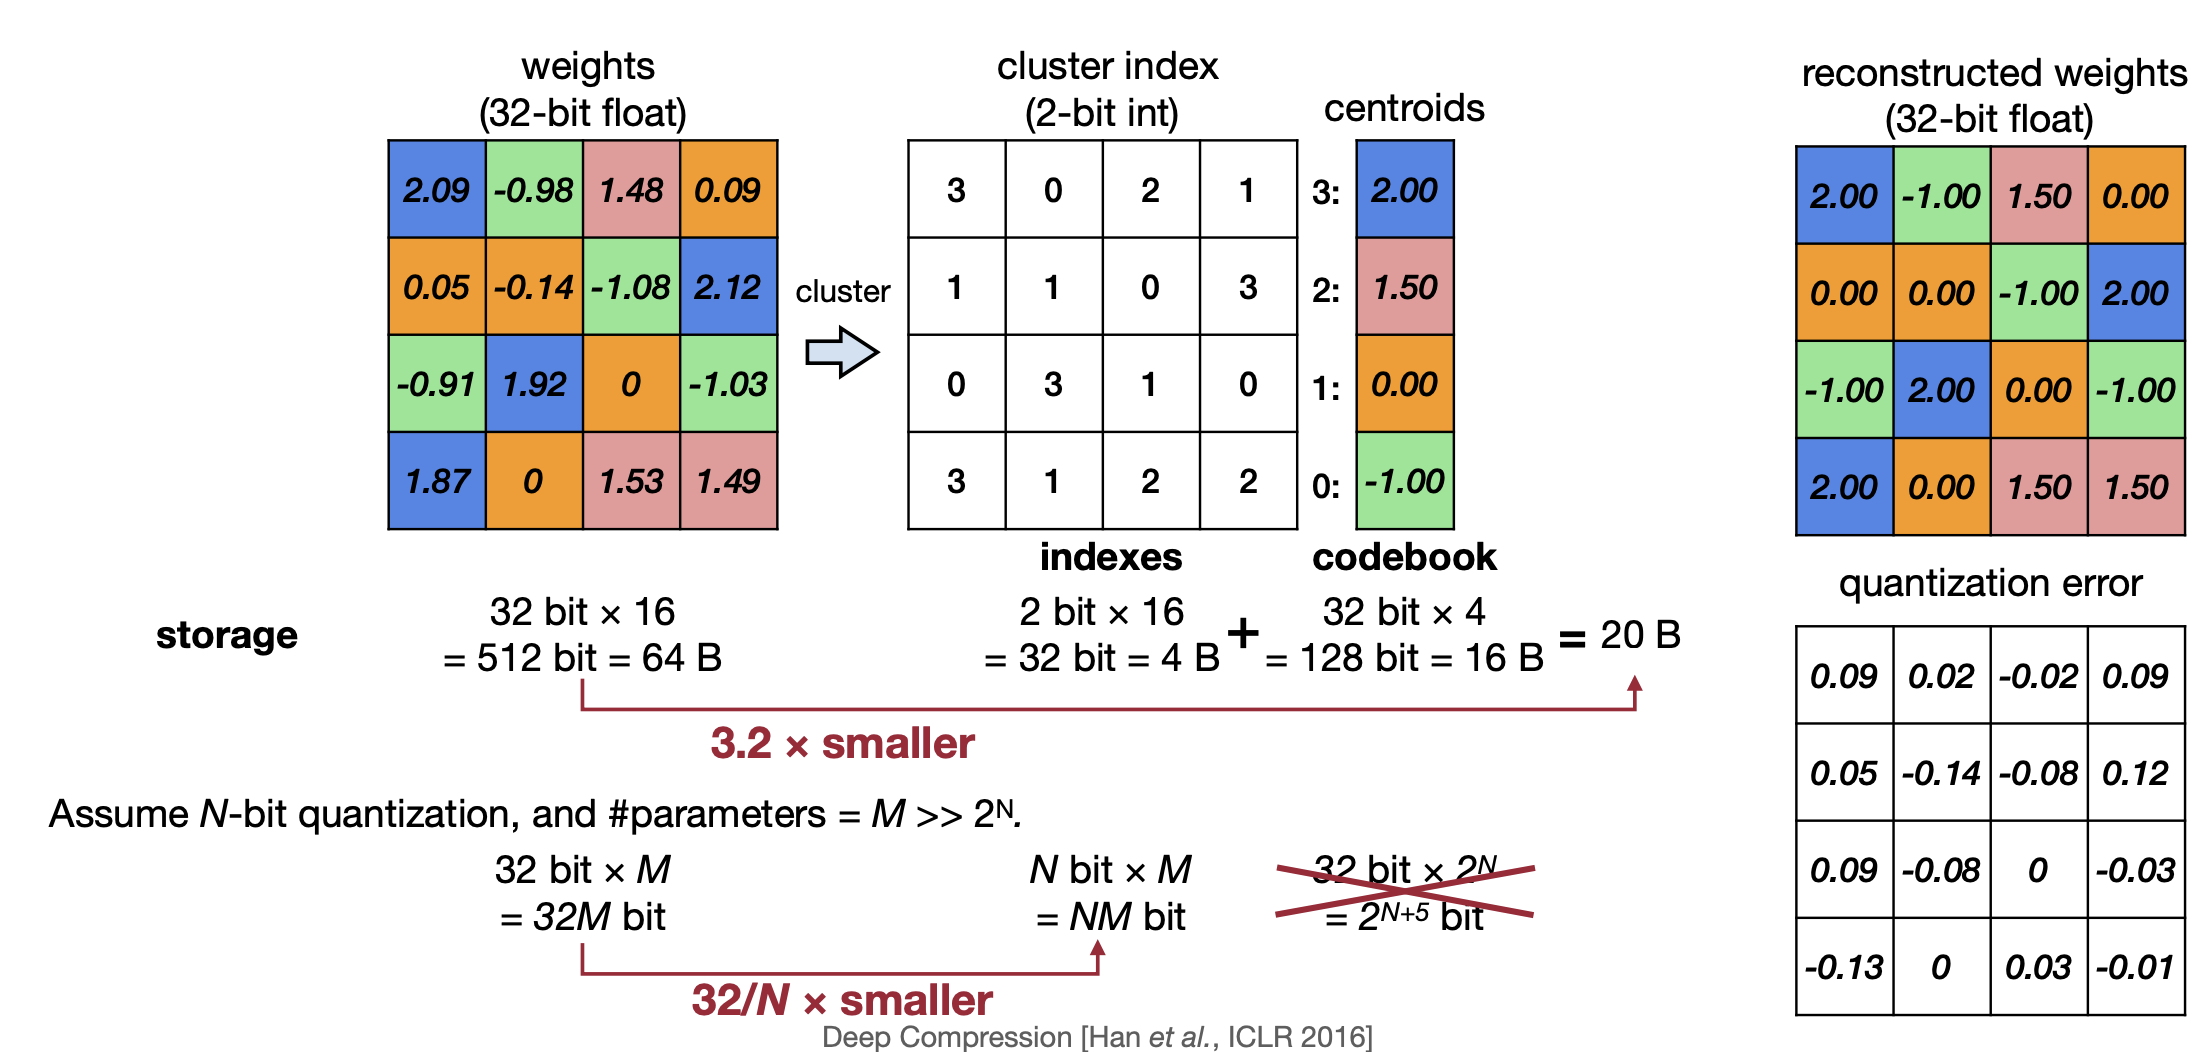 weights
(32-bit float)
2.09 -0.98 1.48 0.09
0.05 -0.14 -1.08 2.12
-0.91 1.92 0 -1.03
1.87 0 1.53 1.49
cluster
cluster index
(2-bit int)
3 0 2 1
1 1 0 3
0 3 1 0
3 1 2 2
indexes
centroids
3: 2.00
2: 1.50
1: 0.00
0: -1.00
codebook
reconstructed weights
(32-bit float)
2.00 -1.00 1.50 0.00
0.00 0.00 -1.00 2.00
-1.00 2.00 0.00 -1.00
2.00 0.00 1.50 1.50
quantization error
0.09 0.02 -0.02 0.09
0.05 -0.14 -0.08 0.12
0.09 -0.08 0 -0.03
-0.13 0 0.03 -0.01
storage
32 bit × 16
= 512 bit = 64 B
2 bit × 16
= 32 bit = 4 B
+
32 bit × 4
= 128 bit = 16 B
= 20 B
3.2 × smaller
Assume N-bit quantization, and #parameters = M >> 2ᴺ.
32 bit × M
= 32M bit
N bit × M
= NM bit
32 bit × 2ᴺ
= 2ᴺ⁺⁵ bit
32/N × smaller
Deep Compression [Han et al., ICLR 2016]